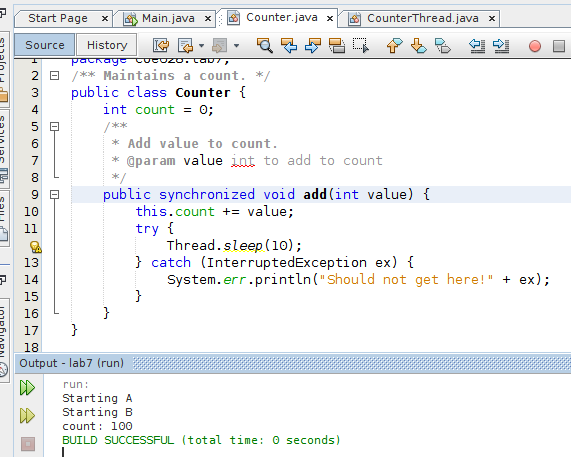 Start Page Main.java Counter.java CounterThread.java
Projects
Services
Files
Navigator
Source History
1 package coe628.lab7;
2 /** Maintains a count. */
3 public class Counter {
4 int count = 0;
5 /**
6 * Add value to count.
7 * @param value int to add to count
8 */
9 public synchronized void add(int value) {
10 this.count += value;
11 try {
Thread.sleep(10);
13 } catch (InterruptedException ex) {
14 System.err.println("Should not get here!" + ex);
15 }
16 }
17 }
18
Output - lab7 (run)
run:
Starting A
Starting B
count: 100
BUILD SUCCESSFUL (total time: 0 seconds)